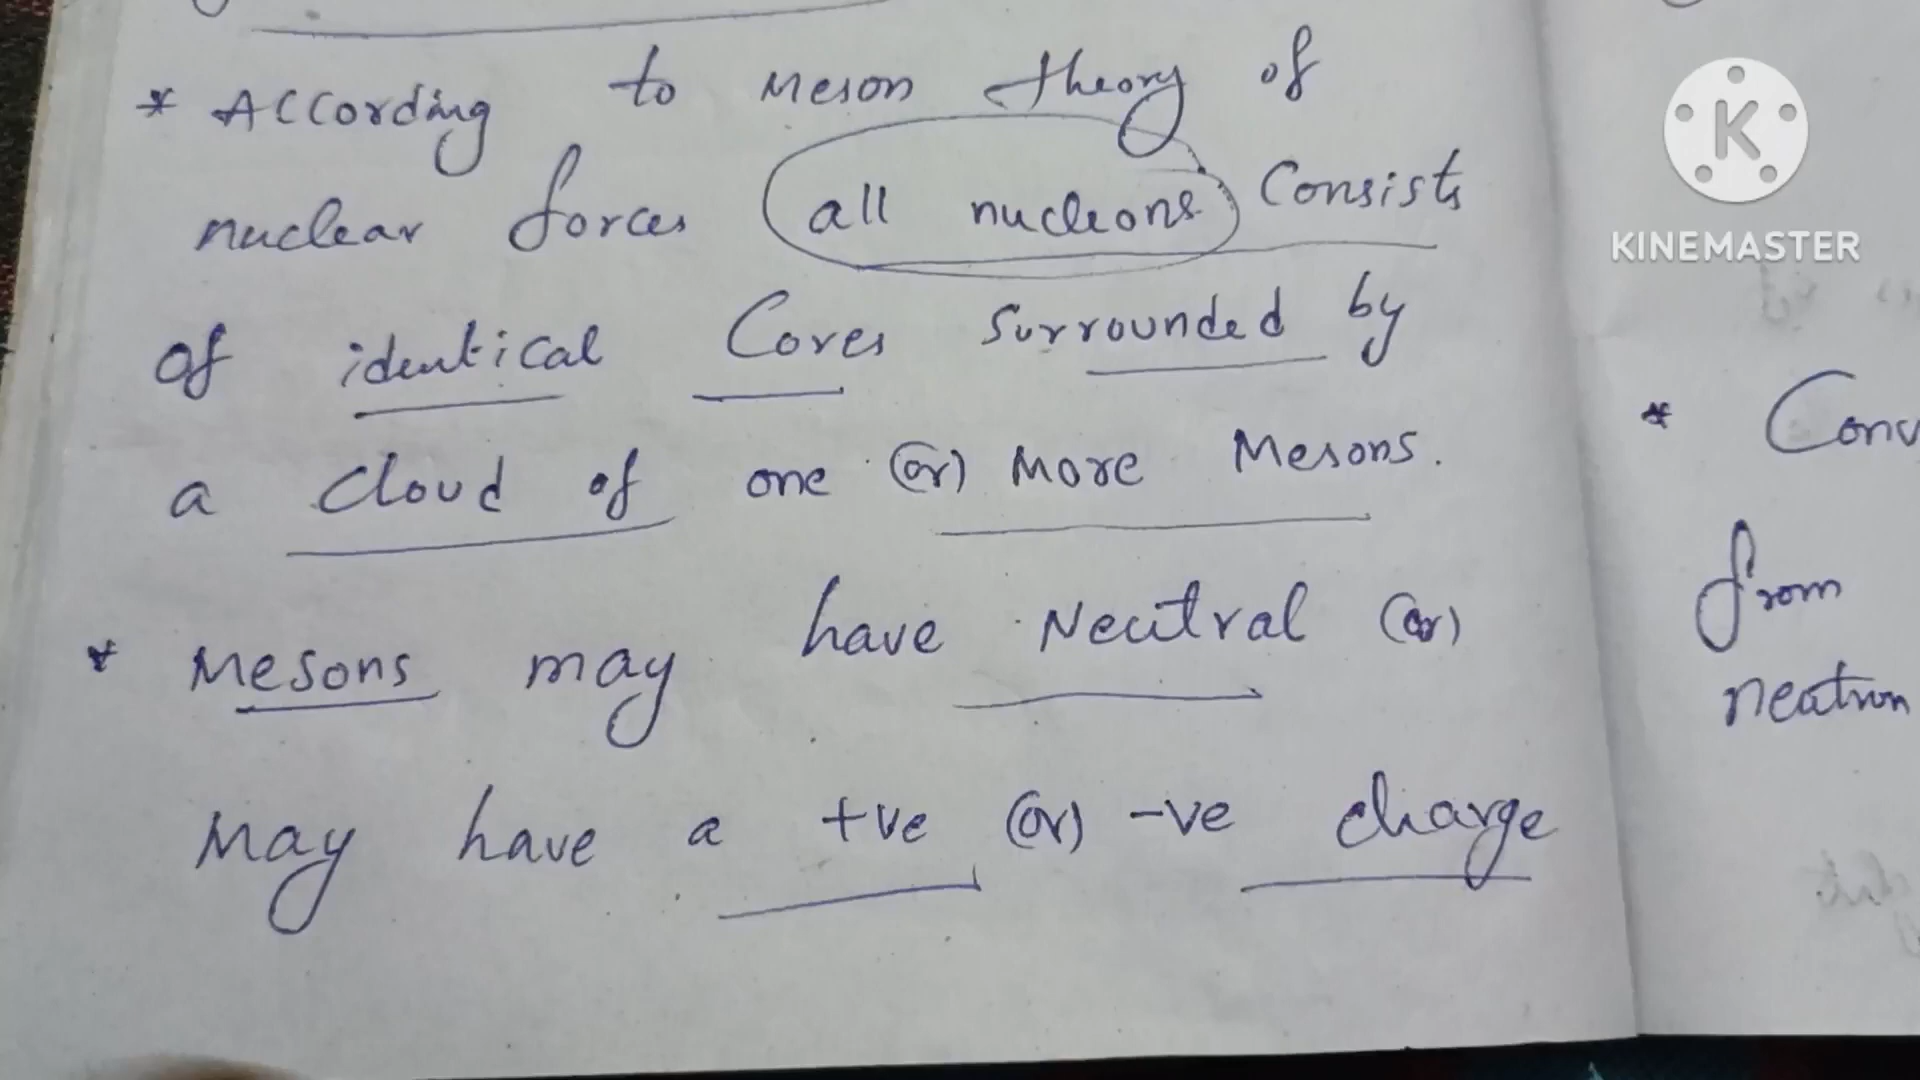 * According to Meson theory of
nuclear forces all nucleons Consists
of identical Cores surrounded by
a cloud of one (or) More Mesons.
* Mesons may have Neutral (or)
May have a +ve (or) -ve charge
K
KINEMASTER
* Conv
from
neutron